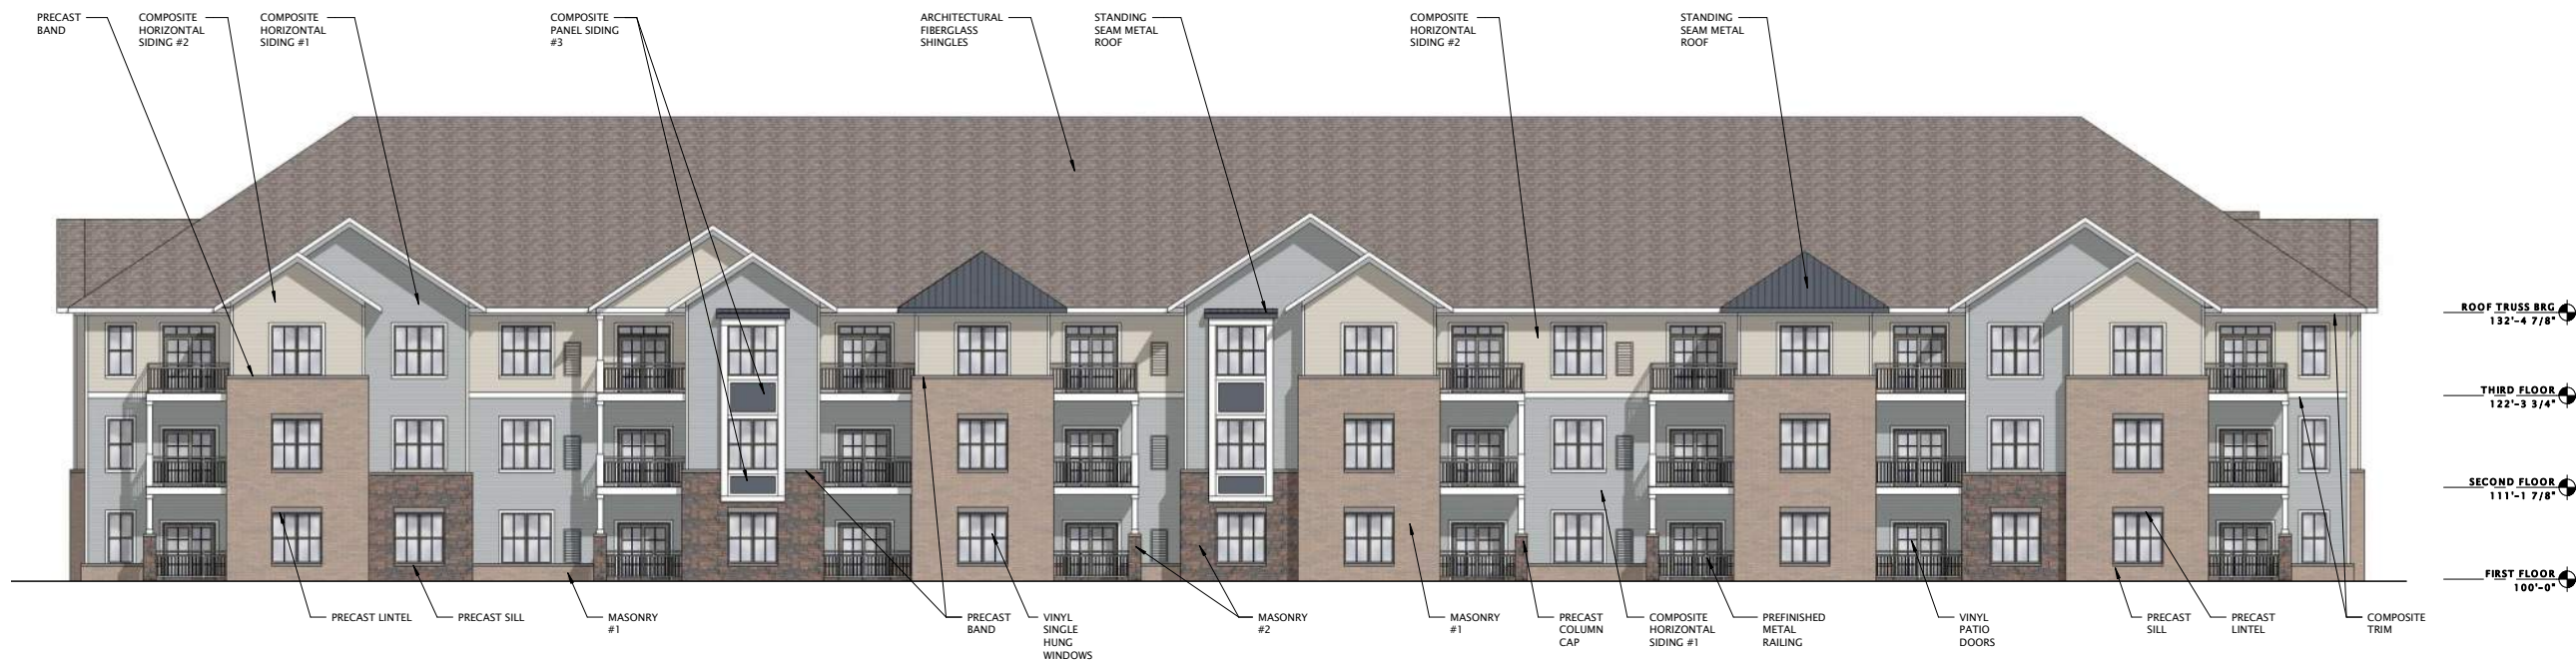 PRECAST
BAND
COMPOSITE
HORIZONTAL
SIDING #2
COMPOSITE
HORIZONTAL
SIDING #1
COMPOSITE
PANEL SIDING
#3
ARCHITECTURAL
FIBERGLASS
SHINGLES
STANDING
SEAM METAL
ROOF
COMPOSITE
HORIZONTAL
SIDING #2
STANDING
SEAM METAL
ROOF
ROOF TRUSS BRG
132'-4 7/8"
THIRD FLOOR
122'-3 3/4"
SECOND FLOOR
111'-1 7/8"
FIRST FLOOR
100'-0"
PRECAST LINTEL
PRECAST SILL
MASONRY
#1
PRECAST
BAND
VINYL
SINGLE
HUNG
WINDOWS
MASONRY
#2
MASONRY
#1
PRECAST
COLUMN
CAP
COMPOSITE
HORIZONTAL
SIDING #1
PREFINISHED
METAL
RAILING
VINYL
PATIO
DOORS
PRECAST
SILL
PRECAST
LINTEL
COMPOSITE
TRIM